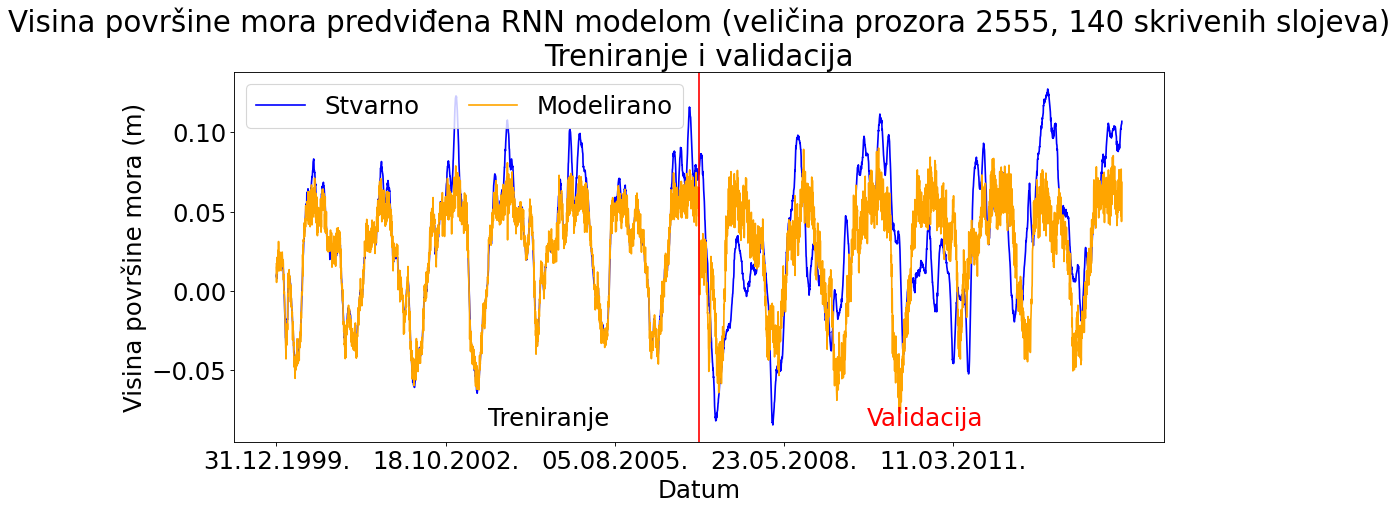 Visina površine mora predviđena RNN modelom (veličina prozora 2555, 140 skrivenih slojeva)
Treniranje i validacija
Stvarno
Modelirano
Visina površine mora (m)
0.10
0.05
0.00
−0.05
Treniranje
Validacija
31.12.1999.
18.10.2002.
05.08.2005.
23.05.2008.
11.03.2011.
Datum